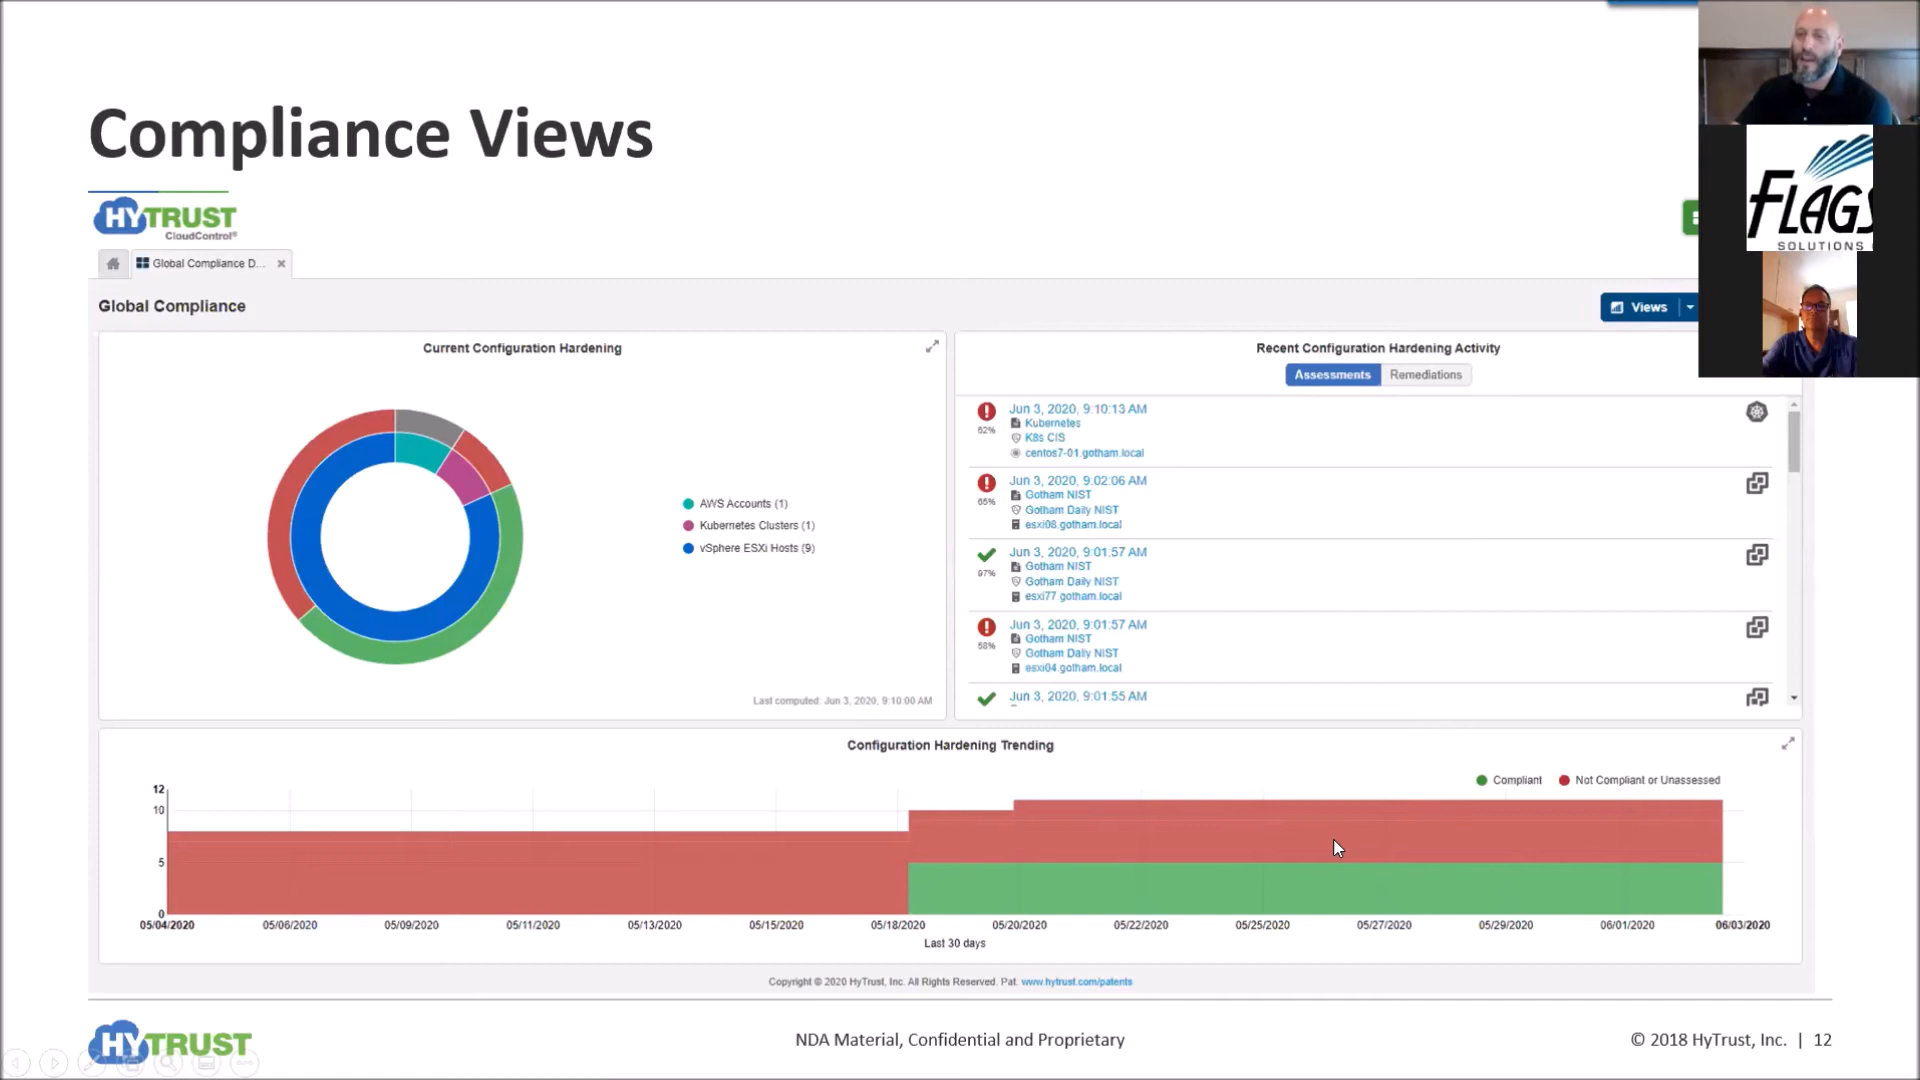 Compliance Views
HYTRUST
CloudControl®
FLAGS
SOLUTIONS
Global Compliance D...
Global Compliance
Views
Current Configuration Hardening
AWS Accounts (1)
Kubernetes Clusters (1)
vSphere ESXi Hosts (9)
Last computed: Jun 3, 2020, 9:10:00 AM
Recent Configuration Hardening Activity
Assessments
Remediations
Jun 3, 2020, 9:10:13 AM
62%
Kubernetes
K8s CIS
centos7-01.gotham.local
Jun 3, 2020, 9:02:06 AM
65%
Gotham NIST
Gotham Daily NIST
esxi08.gotham.local
Jun 3, 2020, 9:01:57 AM
97%
Gotham NIST
Gotham Daily NIST
esxi77.gotham.local
Jun 3, 2020, 9:01:57 AM
58%
Gotham NIST
Gotham Daily NIST
esxi04.gotham.local
Jun 3, 2020, 9:01:55 AM
Configuration Hardening Trending
Compliant
Not Compliant or Unassessed
12
10
5
0
05/04/2020 05/06/2020 05/09/2020 05/11/2020 05/13/2020 05/15/2020 05/18/2020 05/20/2020 05/22/2020 05/25/2020 05/27/2020 05/29/2020 06/01/2020 06/03/2020
Last 30 days
Copyright © 2020 HyTrust, Inc. All Rights Reserved. Pat. www.hytrust.com/patents
HYTRUST
NDA Material, Confidential and Proprietary
© 2018 HyTrust, Inc. | 12